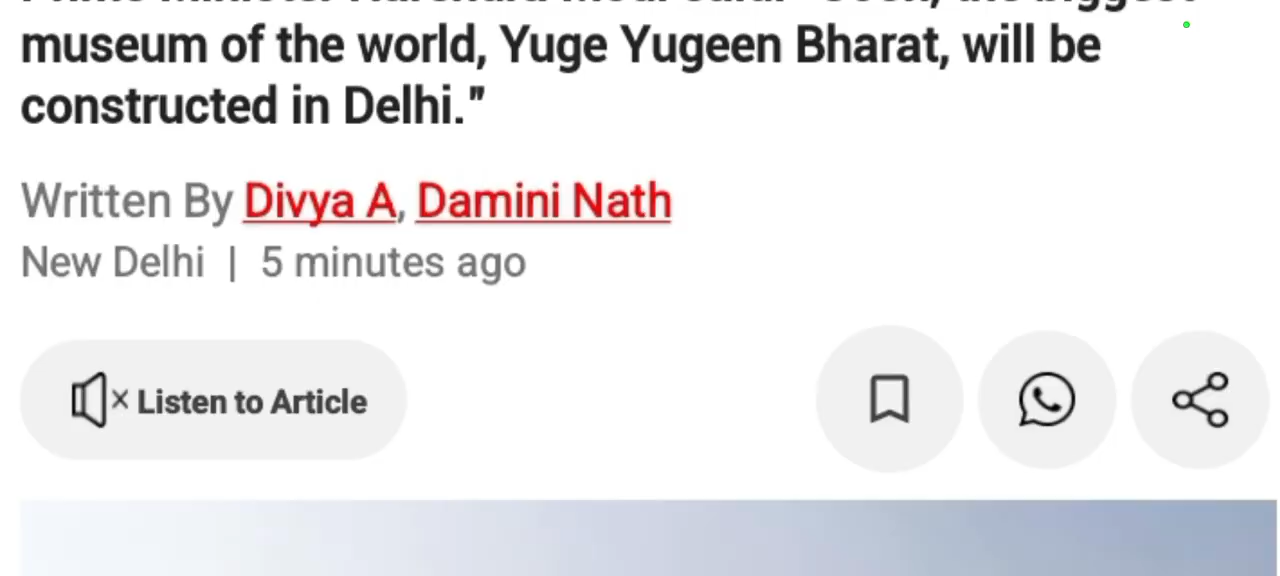 museum of the world, Yuge Yugeen Bharat, will be
constructed in Delhi."
Written By Divya A, Damini Nath
New Delhi | 5 minutes ago
Listen to Article